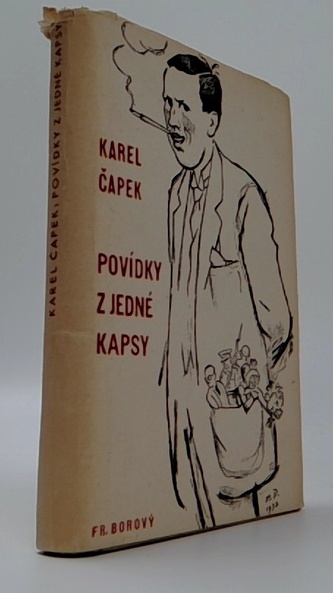 KAREL ČAPEK: POVÍDKY Z JEDNÉ KAPSY
KAREL
ČAPEK
POVÍDKY
Z JEDNÉ
KAPSY
FR. BOROVÝ